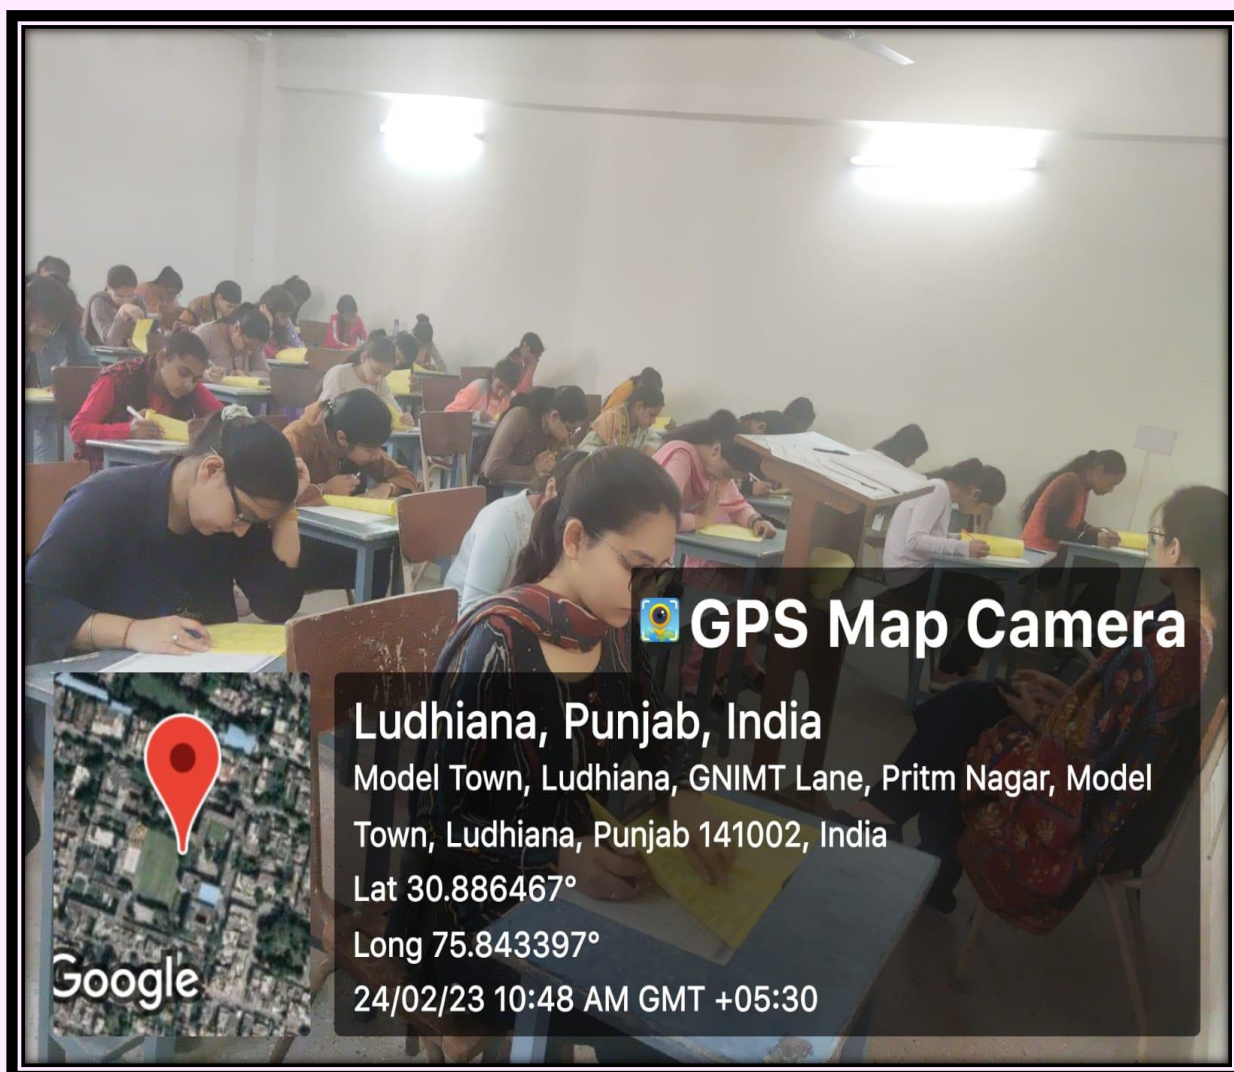 GPS Map Camera
Ludhiana, Punjab, India
Model Town, Ludhiana, GNIMT Lane, Pritm Nagar, Model
Town, Ludhiana, Punjab 141002, India
Lat 30.886467°
Long 75.843397°
24/02/23 10:48 AM GMT +05:30
Google